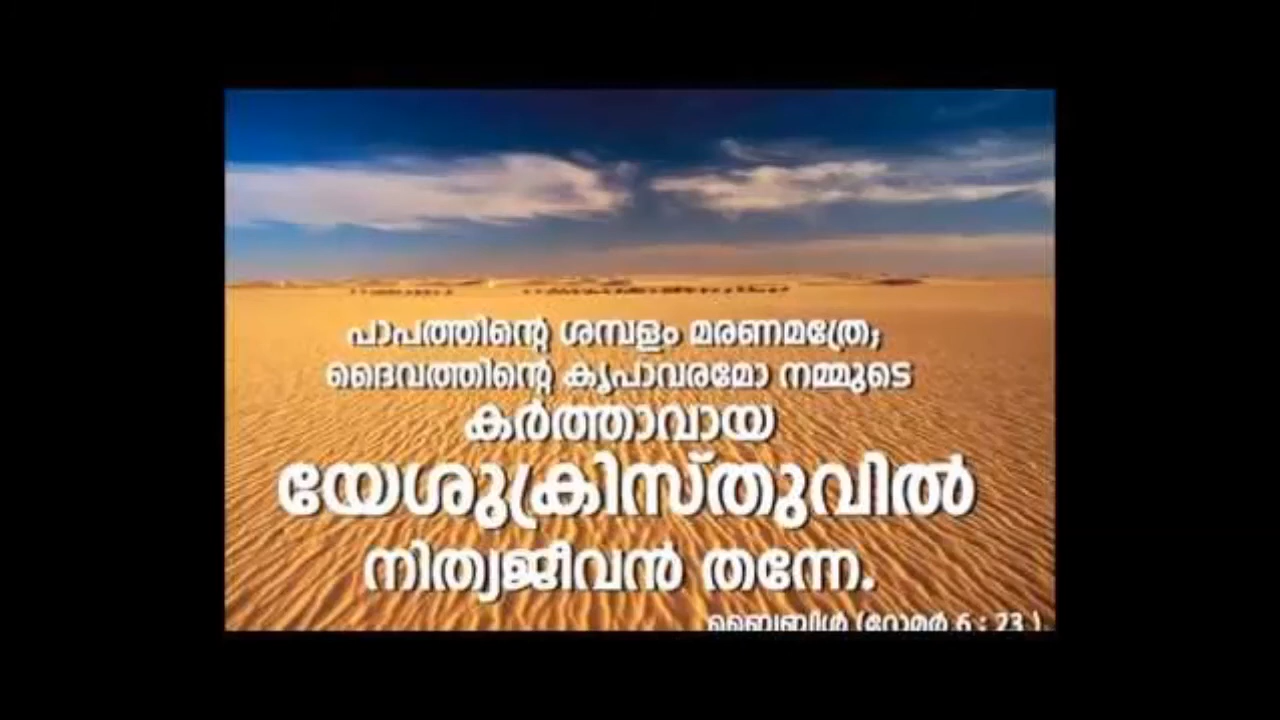 പാപത്തിന്റെ ശമ്പളം മരണമത്രേ;
ദൈവത്തിന്റെ കൃപാവരമോ നമ്മുടെ
കർത്താവായ
യേശുക്രിസ്തുവിൽ
നിത്യജീവൻ തന്നേ.
ബൈബിൾ (റോമർ 6 : 23 )